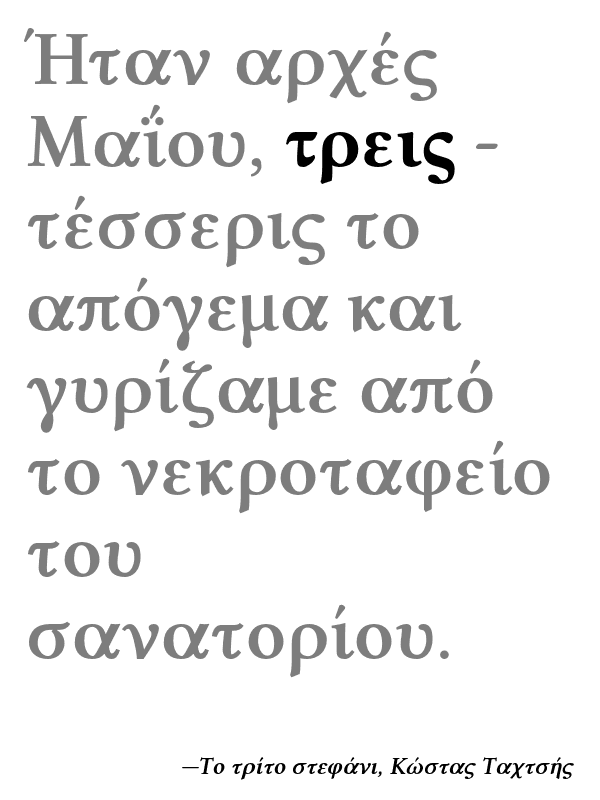 Ήταν αρχές
Μαΐου, τρεις -
τέσσερις το
απόγεμα και
γυρίζαμε από
το νεκροταφείο
του
σανατορίου.
—Το τρίτο στεφάνι, Κώστας Ταχτσής